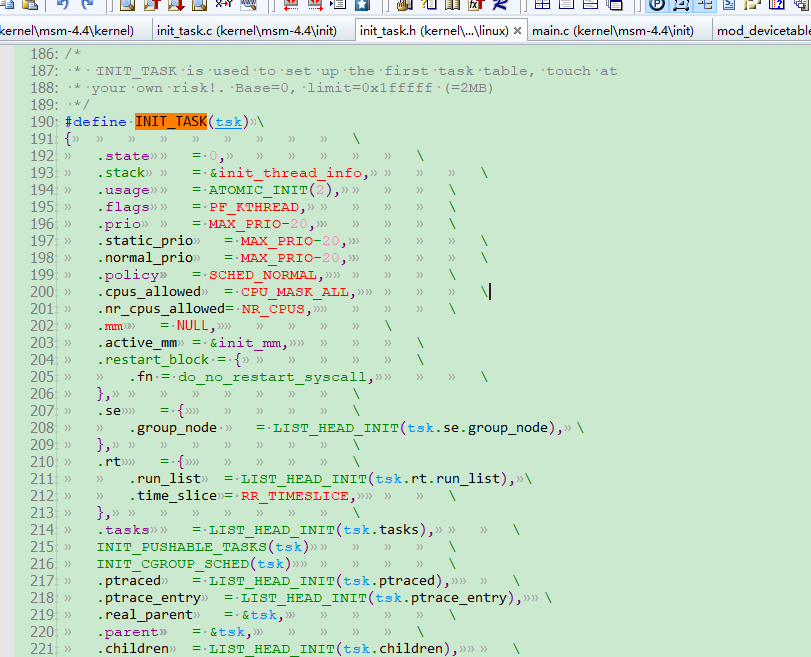 kernel\msm-4.4\kernel) init_task.c (kernel\msm-4.4\init) init_task.h (kernel\...\linux) main.c (kernel\msm-4.4\init) mod_devicetable
186: /*
187:  * INIT_TASK is used to set up the first task table, touch at
188:  * your own risk!. Base=0, limit=0x1fffff (=2MB)
189:  */
190: #define INIT_TASK(tsk) \
191: { \
192: .state = 0, \
193: .stack = &init_thread_info, \
194: .usage = ATOMIC_INIT(2), \
195: .flags = PF_KTHREAD, \
196: .prio = MAX_PRIO-20, \
197: .static_prio = MAX_PRIO-20, \
198: .normal_prio = MAX_PRIO-20, \
199: .policy = SCHED_NORMAL, \
200: .cpus_allowed = CPU_MASK_ALL, \
201: .nr_cpus_allowed= NR_CPUS, \
202: .mm = NULL, \
203: .active_mm = &init_mm, \
204: .restart_block = { \
205: .fn = do_no_restart_syscall, \
206: }, \
207: .se = { \
208: .group_node = LIST_HEAD_INIT(tsk.se.group_node), \
209: }, \
210: .rt = { \
211: .run_list = LIST_HEAD_INIT(tsk.rt.run_list), \
212: .time_slice = RR_TIMESLICE, \
213: }, \
214: .tasks = LIST_HEAD_INIT(tsk.tasks), \
215: INIT_PUSHABLE_TASKS(tsk) \
216: INIT_CGROUP_SCHED(tsk) \
217: .ptraced = LIST_HEAD_INIT(tsk.ptraced), \
218: .ptrace_entry = LIST_HEAD_INIT(tsk.ptrace_entry), \
219: .real_parent = &tsk, \
220: .parent = &tsk, \
221: .children = LIST_HEAD_INIT(tsk.children), \